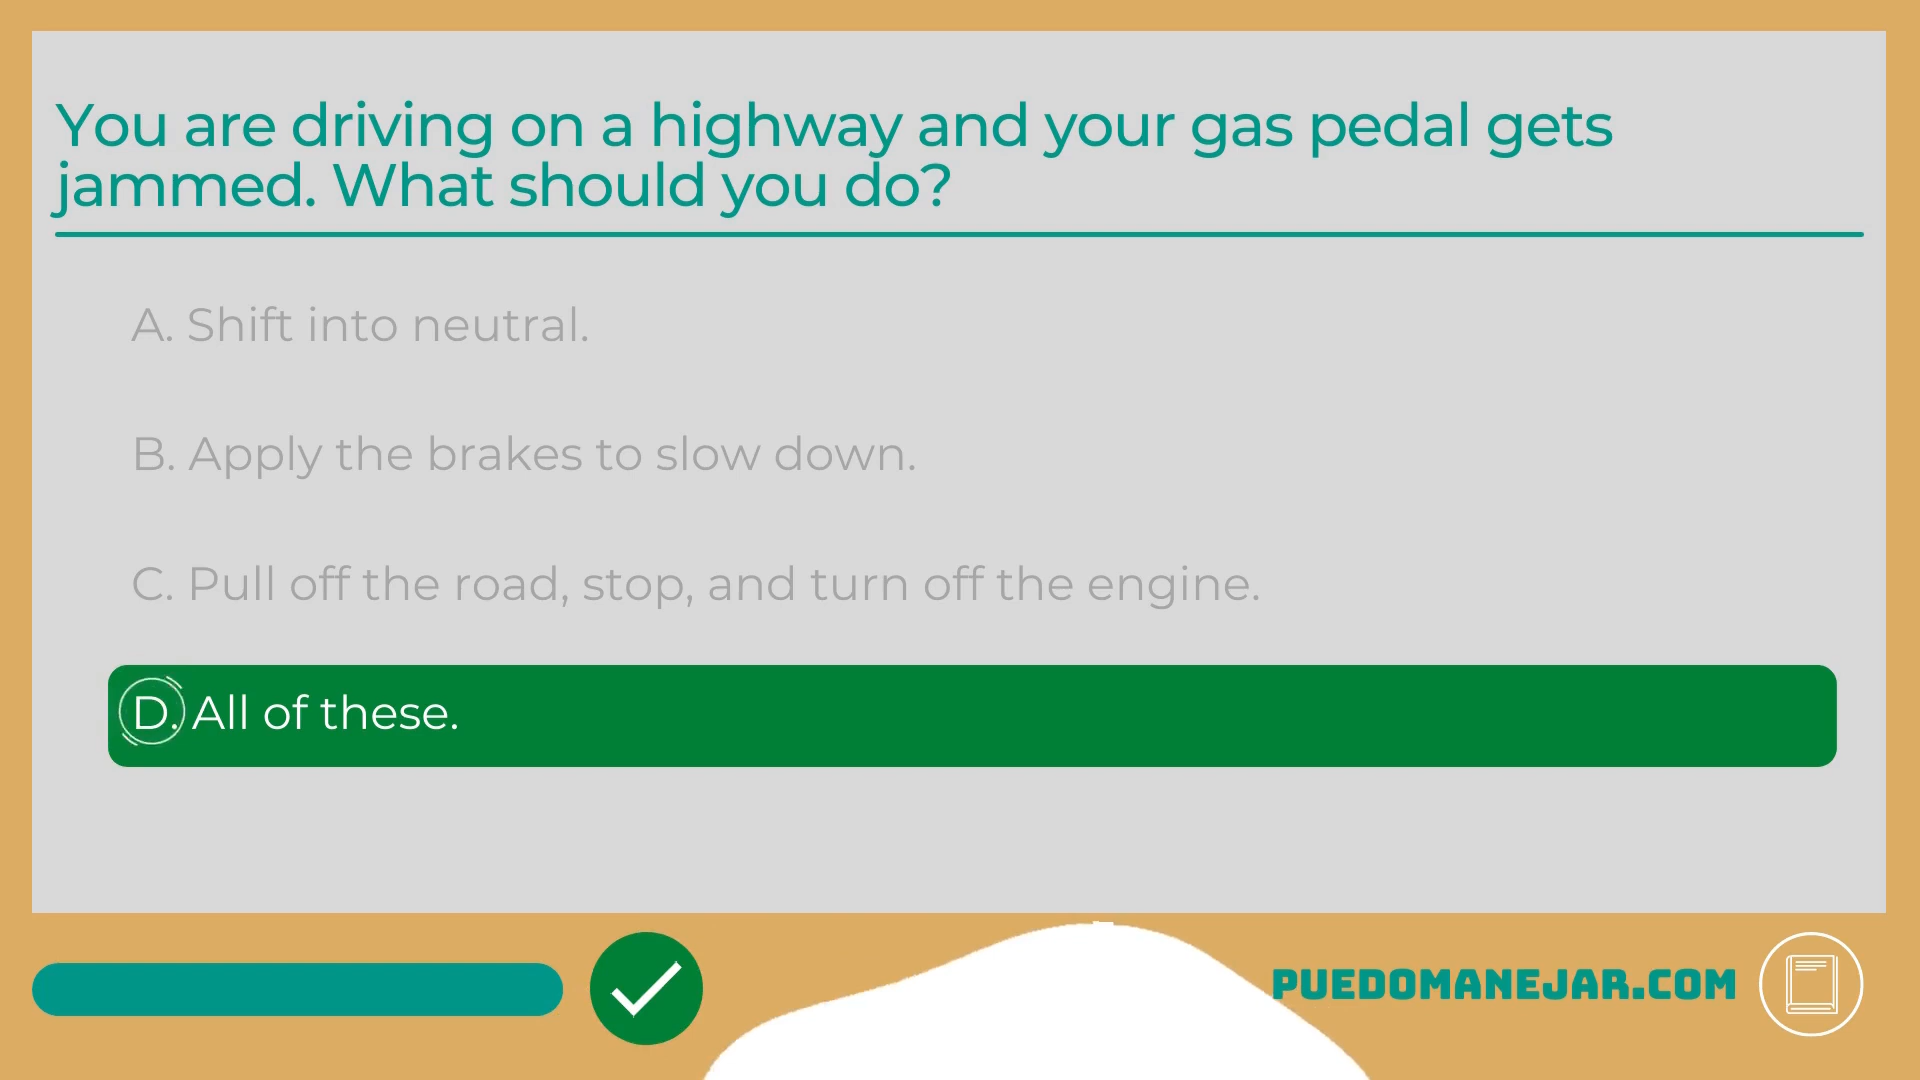 You are driving on a highway and your gas pedal gets
jammed. What should you do?
A. Shift into neutral.
B. Apply the brakes to slow down.
C. Pull off the road, stop, and turn off the engine.
D. All of these.
PUEDOMANEJAR.COM